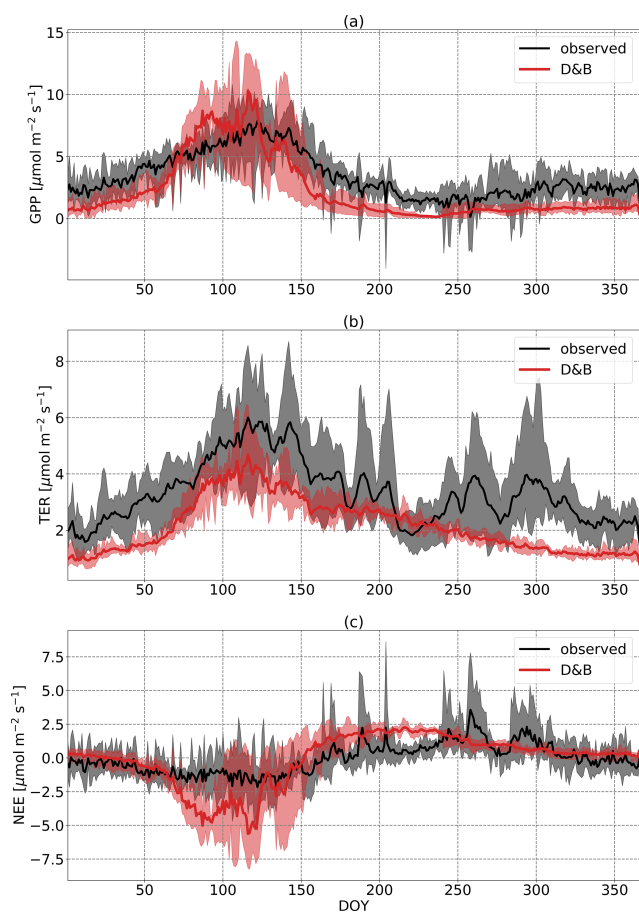 (a)
GPP [μmol m⁻² s⁻¹]
15
10
5
0
observed
D&B
50 100 150 200 250 300 350
(b)
TER [μmol m⁻² s⁻¹]
8
6
4
2
observed
D&B
50 100 150 200 250 300 350
(c)
NEE [μmol m⁻² s⁻¹]
7.5
5.0
2.5
0.0
−2.5
−5.0
−7.5
observed
D&B
50 100 150 200 250 300 350
DOY